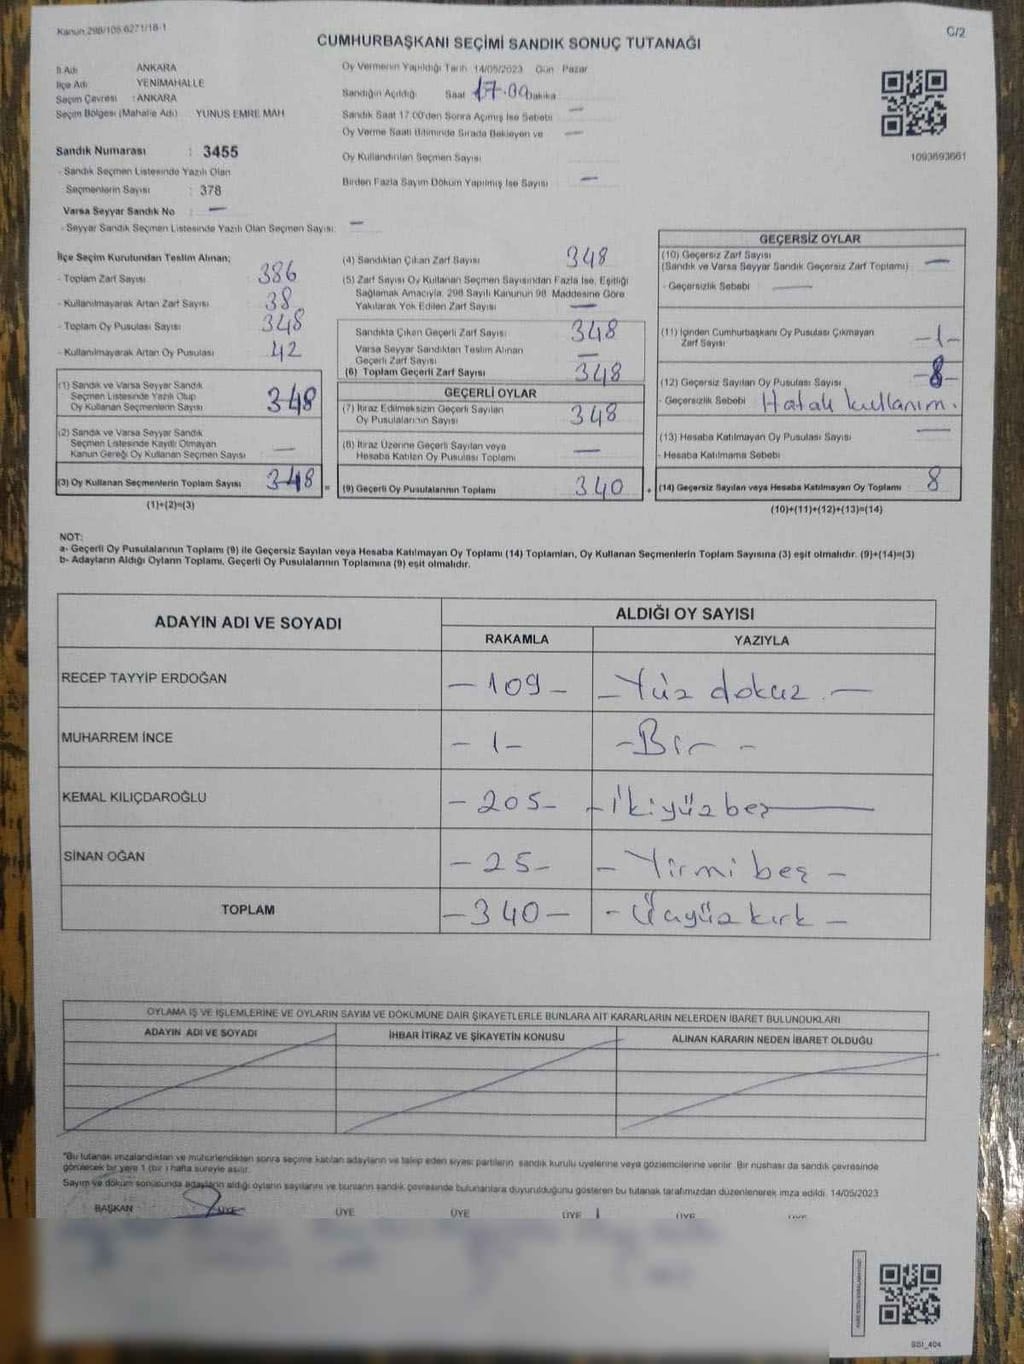 Kanun 298/105 6271/18-1
C/2
CUMHURBAŞKANI SEÇİMİ SANDIK SONUÇ TUTANAĞI
İl Adı ANKARA
İlçe Adı YENİMAHALLE
Seçim Çevresi : ANKARA
Seçim Bölgesi (Mahalle Adı) YUNUS EMRE MAH
Sandık Numarası : 3455
- Sandık Seçmen Listesinde Yazılı Olan
Seçmenlerin Sayısı : 378
Varsa Seyyar Sandık No : —
- Seyyar Sandık Seçmen Listesinde Yazılı Olan Seçmen Sayısı: —
Oy Vermenin Yapıldığı Tarih 14/05/2023 Gün Pazar
Sandığın Açıldığı Saat 17.00 Dakika
Sandık Saat 17.00'den Sonra Açılmış İse Sebebi —
Oy Verme Saati Bitiminde Sırada Bekleyen ve —
Oy Kullandırılan Seçmen Sayısı
Birden Fazla Sayım Döküm Yapılmış İse Sayısı —
1093693661
İlçe Seçim Kurulundan Teslim Alınan;
- Toplam Zarf Sayısı 386
- Kullanılmayarak Artan Zarf Sayısı 38
- Toplam Oy Pusulası Sayısı 348
- Kullanılmayarak Artan Oy Pusulası 42
(1) Sandık ve Varsa Seyyar Sandık
Seçmen Listesinde Yazılı Olup
Oy Kullanan Seçmenlerin Sayısı 348
(2) Sandık ve Varsa Seyyar Sandık
Seçmen Listesinde Kayıtlı Olmayan
Kanun Gereği Oy Kullanan Seçmen Sayısı —
(3) Oy Kullanan Seçmenlerin Toplam Sayısı 348 =
(1)+(2)=(3)
(4) Sandıktan Çıkan Zarf Sayısı 348
(5) Zarf Sayısı Oy Kullanan Seçmen Sayısından Fazla İse, Eşitliği
Sağlamak Amacıyla, 298 Sayılı Kanunun 98. Maddesine Göre
Yakılarak Yok Edilen Zarf Sayısı —
Sandıkta Çıkan Geçerli Zarf Sayısı 348
Varsa Seyyar Sandıktan Teslim Alınan
Geçerli Zarf Sayısı —
(6) Toplam Geçerli Zarf Sayısı 348
GEÇERLİ OYLAR
(7) İtiraz Edilmeksizin Geçerli Sayılan
Oy Pusulalarının Sayısı 348
(8) İtiraz Üzerine Geçerli Sayılan veya
Hesaba Katılan Oy Pusulası Toplamı —
(9) Geçerli Oy Pusulalarının Toplamı 340 +
GEÇERSİZ OYLAR
(10) Geçersiz Zarf Sayısı
(Sandık ve Varsa Seyyar Sandık Geçersiz Zarf Toplamı) —
- Geçersizlik Sebebi —
(11) İçinden Cumhurbaşkanı Oy Pusulası Çıkmayan
Zarf Sayısı -1-
(12) Geçersiz Sayılan Oy Pusulası Sayısı -8-
- Geçersizlik Sebebi Hatalı kullanım.
(13) Hesaba Katılmayan Oy Pusulası Sayısı —
- Hesaba Katılmama Sebebi
(14) Geçersiz Sayılan veya Hesaba Katılmayan Oy Toplamı 8
(10)+(11)+(12)+(13)=(14)
NOT:
a- Geçerli Oy Pusulalarının Toplamı (9) ile Geçersiz Sayılan veya Hesaba Katılmayan Oy Toplamı (14) Toplamları, Oy Kullanan Seçmenlerin Toplam Sayısına (3) eşit olmalıdır. (9)+(14)=(3)
b- Adayların Aldığı Oyların Toplamı, Geçerli Oy Pusulalarının Toplamına (9) eşit olmalıdır.
ADAYIN ADI VE SOYADI
ALDIĞI OY SAYISI
RAKAMLA YAZIYLA
RECEP TAYYİP ERDOĞAN -109- -Yüz dokuz.-
MUHARREM İNCE -1- -Bir-
KEMAL KILIÇDAROĞLU -205- -İkiyüzbeş-
SİNAN OĞAN -25- -Yirmi beş-
TOPLAM -340- -Üçyüzkırk-
OYLAMA İŞ VE İŞLEMLERİNE VE OYLARIN SAYIM VE DÖKÜMÜNE DAİR ŞİKAYETLERLE BUNLARA AİT KARARLARIN NELERDEN İBARET BULUNDUKLARI
ADAYIN ADI VE SOYADI İHBAR İTİRAZ VE ŞİKAYETİN KONUSU ALINAN KARARIN NEDEN İBARET OLDUĞU
"Bu tutanak imzalandıktan ve mühürlendikten sonra seçime katılan adayların ve talep eden siyasi partilerin sandık kurulu üyelerine veya gözlemcilerine verilir. Bir nüshası da sandık çevresinde
görülecek bir yere 1 (bir) hafta süreyle asılır.
Sayım ve döküm sonucunda adayların aldığı oyların sayılarını ve bunların sandık çevresinde bulunanlara duyurulduğunu gösteren bu tutanak tarafımızdan düzenlenerek imza edildi. 14/05/2023
BAŞKAN ÜYE ÜYE ÜYE ÜYE ÜYE ÜYE
SSI_404